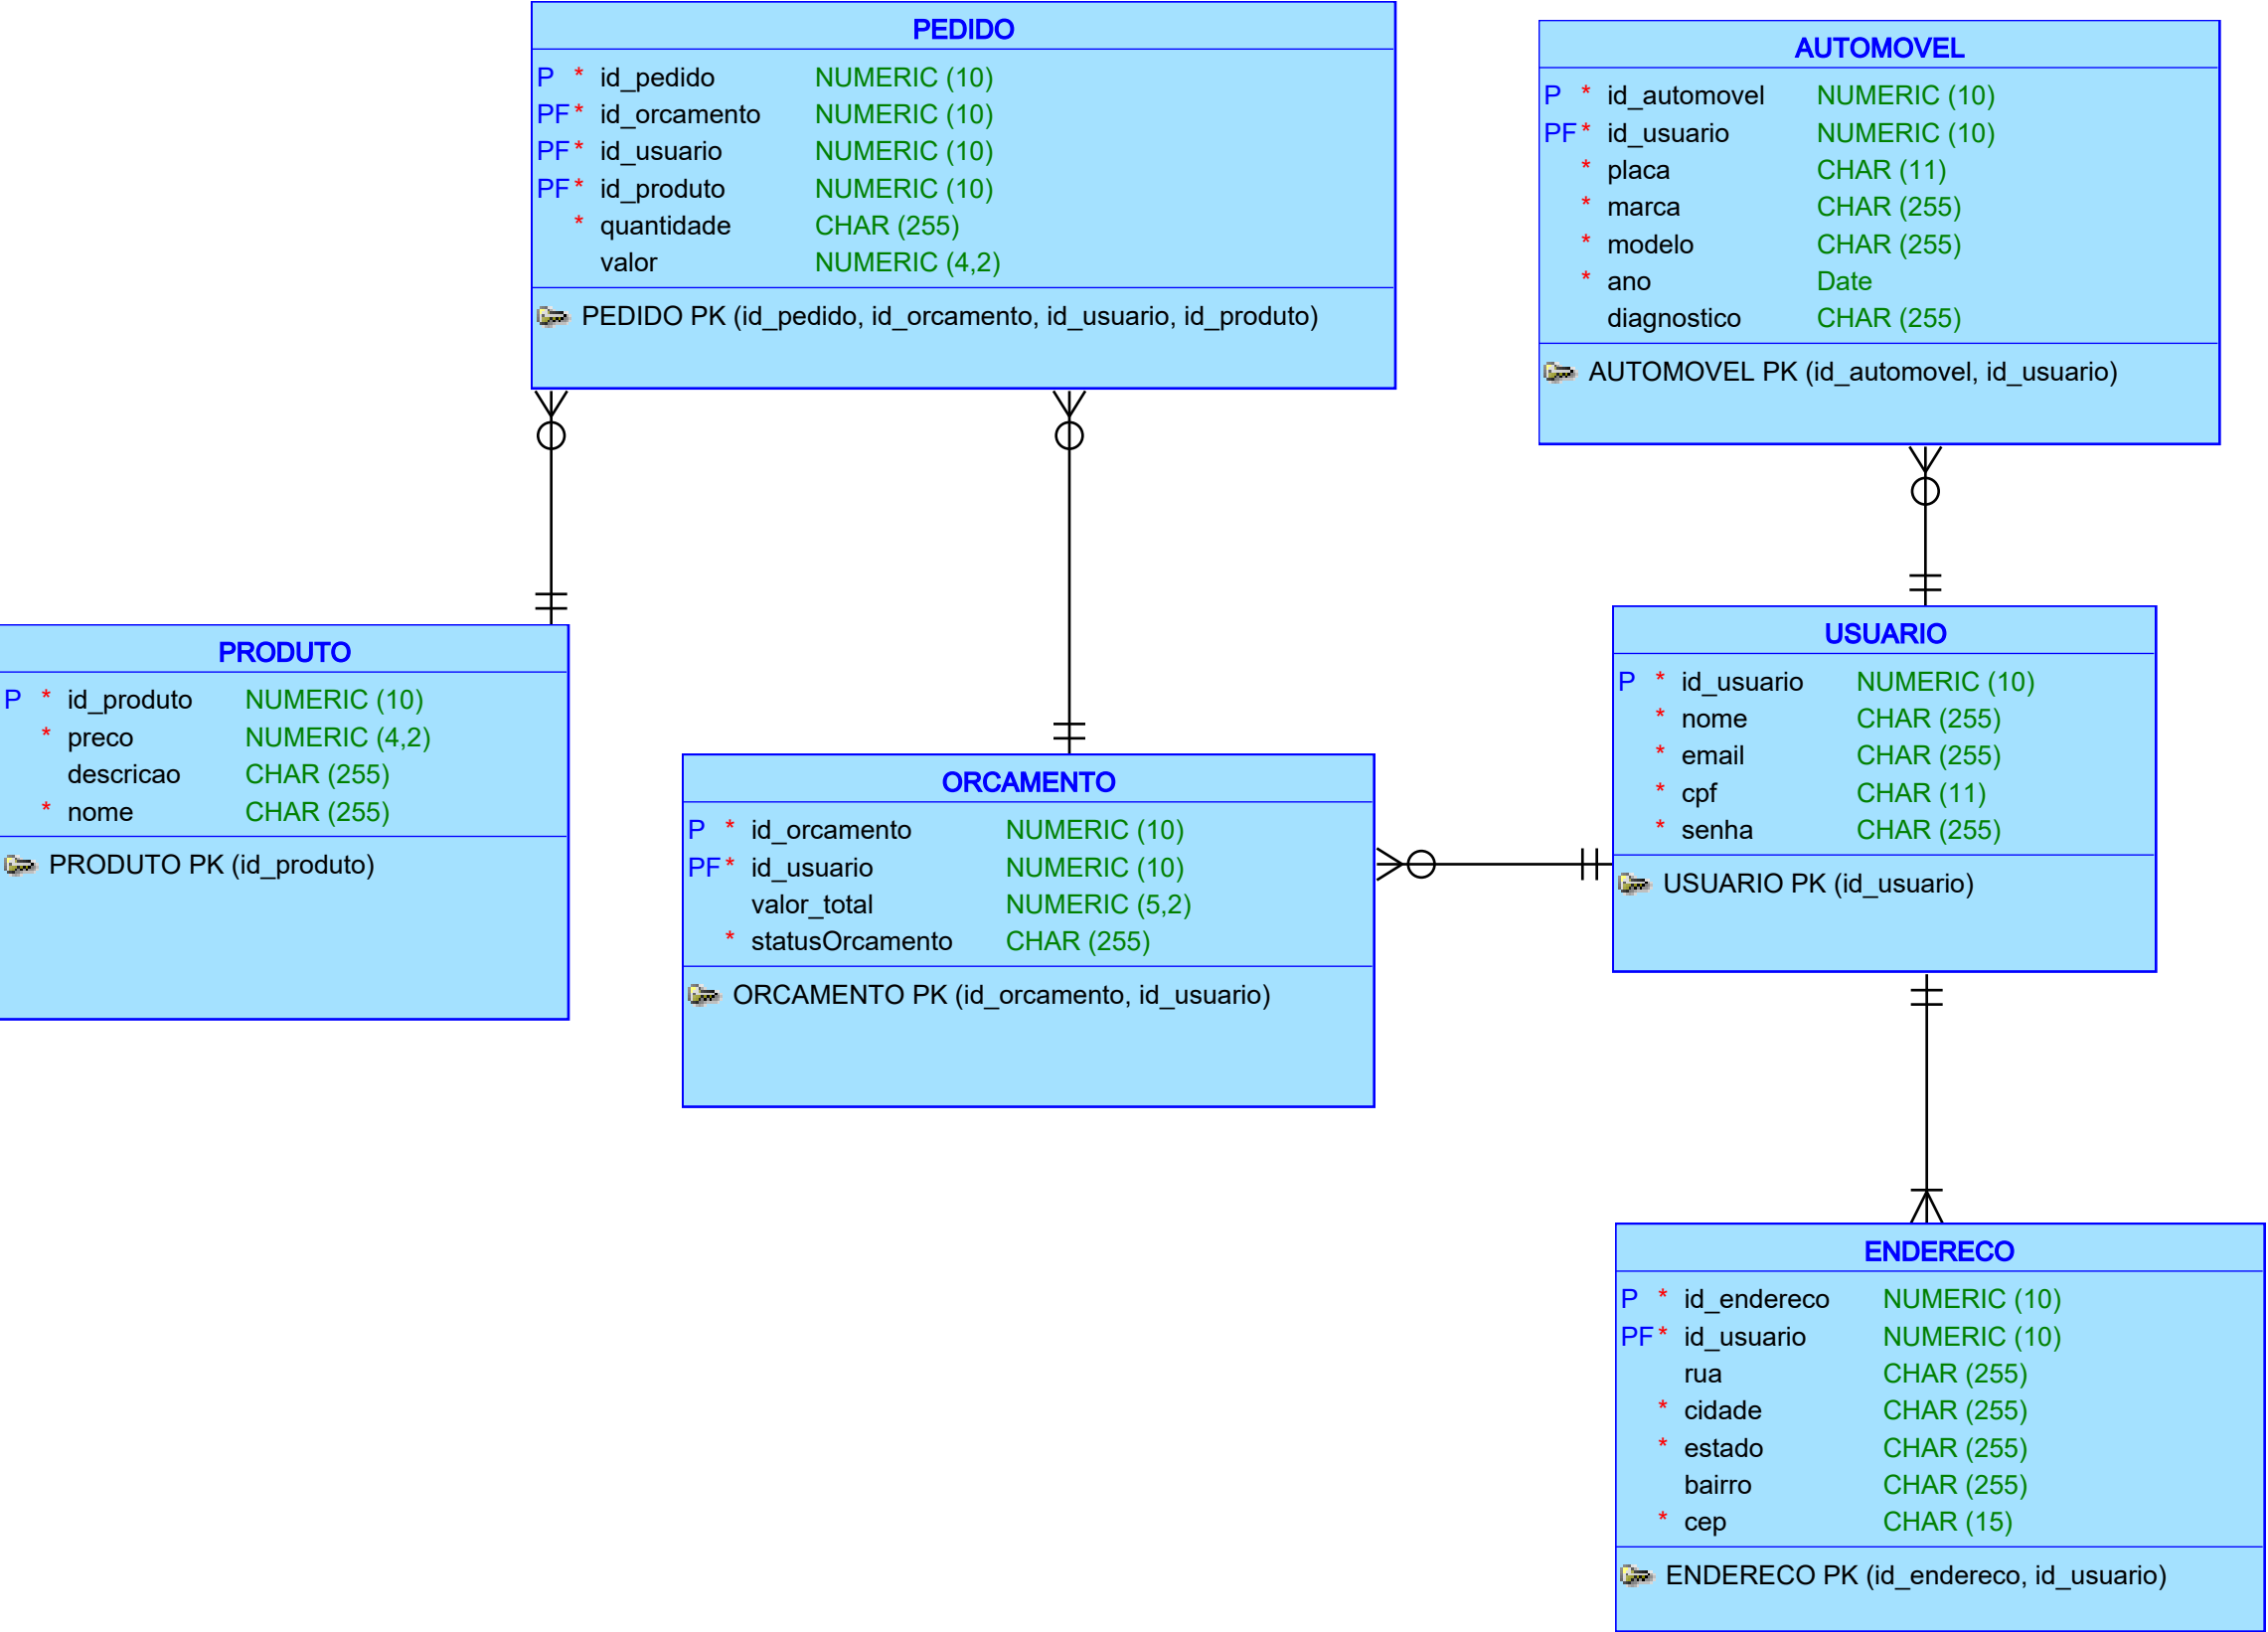 PEDIDO
P * id_pedido NUMERIC (10)
PF * id_orcamento NUMERIC (10)
PF * id_usuario NUMERIC (10)
PF * id_produto NUMERIC (10)
* quantidade CHAR (255)
valor NUMERIC (4,2)
PEDIDO PK (id_pedido, id_orcamento, id_usuario, id_produto)
AUTOMOVEL
P * id_automovel NUMERIC (10)
PF * id_usuario NUMERIC (10)
* placa CHAR (11)
* marca CHAR (255)
* modelo CHAR (255)
* ano Date
diagnostico CHAR (255)
AUTOMOVEL PK (id_automovel, id_usuario)
PRODUTO
P * id_produto NUMERIC (10)
* preco NUMERIC (4,2)
descricao CHAR (255)
* nome CHAR (255)
PRODUTO PK (id_produto)
ORCAMENTO
P * id_orcamento NUMERIC (10)
PF * id_usuario NUMERIC (10)
valor_total NUMERIC (5,2)
* statusOrcamento CHAR (255)
ORCAMENTO PK (id_orcamento, id_usuario)
USUARIO
P * id_usuario NUMERIC (10)
* nome CHAR (255)
* email CHAR (255)
* cpf CHAR (11)
* senha CHAR (255)
USUARIO PK (id_usuario)
ENDERECO
P * id_endereco NUMERIC (10)
PF * id_usuario NUMERIC (10)
rua CHAR (255)
* cidade CHAR (255)
* estado CHAR (255)
bairro CHAR (255)
* cep CHAR (15)
ENDERECO PK (id_endereco, id_usuario)